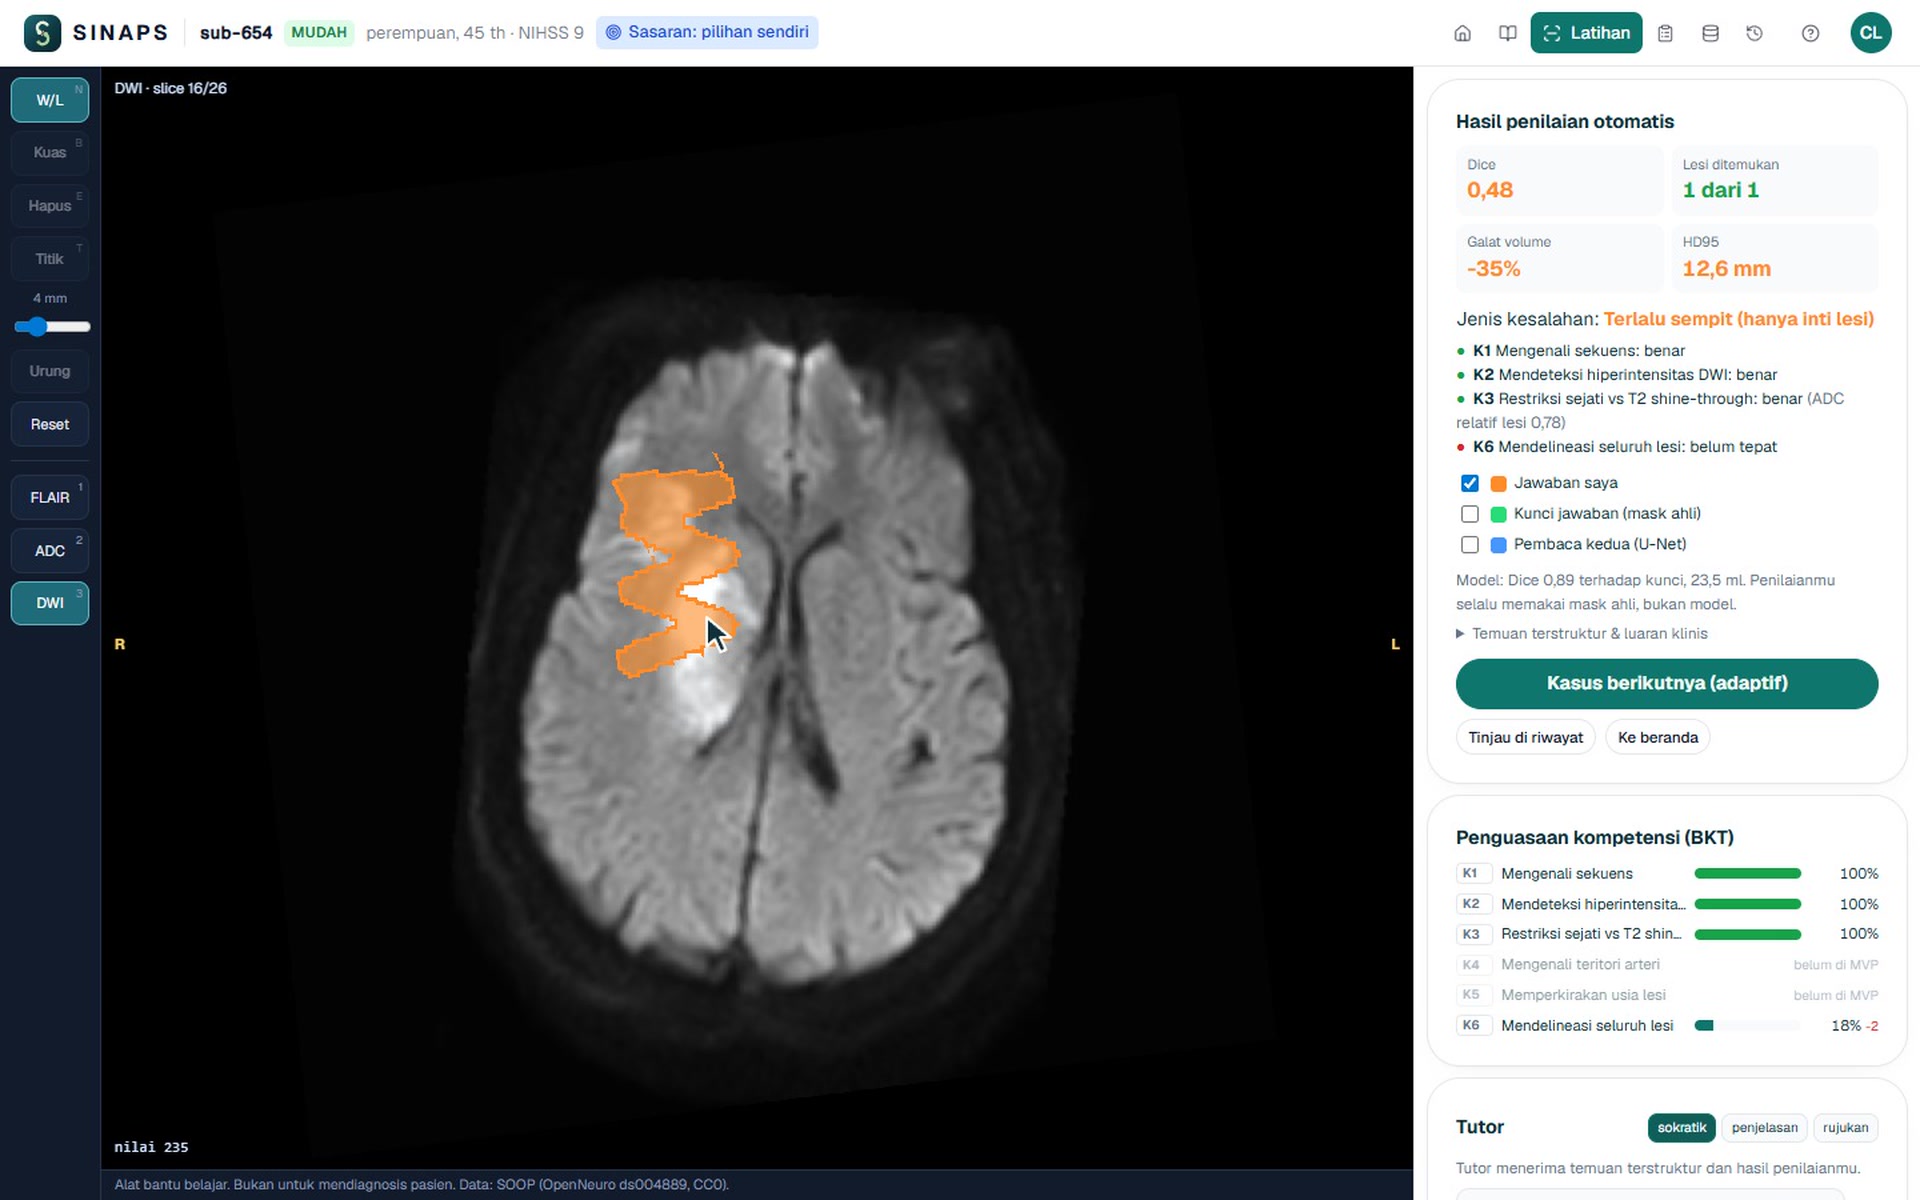 SINAPS sub-654 MUDAH perempuan, 45 th · NIHSS 9 Sasaran: pilihan sendiri Latihan CL
W/L N
Kuas B
Hapus E
Titik T
4 mm
Urung
Reset
FLAIR 1
ADC 2
DWI 3
DWI · slice 16/26
R
L
nilai 235
Alat bantu belajar. Bukan untuk mendiagnosis pasien. Data: SOOP (OpenNeuro ds004889, CC0).
Hasil penilaian otomatis
Dice
0,48
Lesi ditemukan
1 dari 1
Galat volume
-35%
HD95
12,6 mm
Jenis kesalahan: Terlalu sempit (hanya inti lesi)
• K1 Mengenali sekuens: benar
• K2 Mendeteksi hiperintensitas DWI: benar
• K3 Restriksi sejati vs T2 shine-through: benar (ADC
relatif lesi 0,78)
• K6 Mendelineasi seluruh lesi: belum tepat
Jawaban saya
Kunci jawaban (mask ahli)
Pembaca kedua (U-Net)
Model: Dice 0,89 terhadap kunci, 23,5 ml. Penilaianmu
selalu memakai mask ahli, bukan model.
▶ Temuan terstruktur & luaran klinis
Kasus berikutnya (adaptif)
Tinjau di riwayat Ke beranda
Penguasaan kompetensi (BKT)
K1 Mengenali sekuens 100%
K2 Mendeteksi hiperintensita... 100%
K3 Restriksi sejati vs T2 shin... 100%
K4 Mengenali teritori arteri belum di MVP
K5 Memperkirakan usia lesi belum di MVP
K6 Mendelineasi seluruh lesi 18% -2
Tutor sokratik penjelasan rujukan
Tutor menerima temuan terstruktur dan hasil penilaianmu.